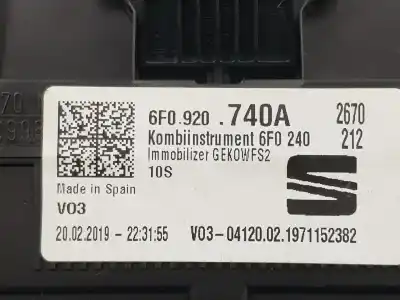 6F0.920 .740A 2670
Kombiinstrument 6F0 240 212
Immobilizer GEKOWFS2
10S
Made in Spain
V03
20.02.2019 - 22:31:55 V03-04120.02.1971152382